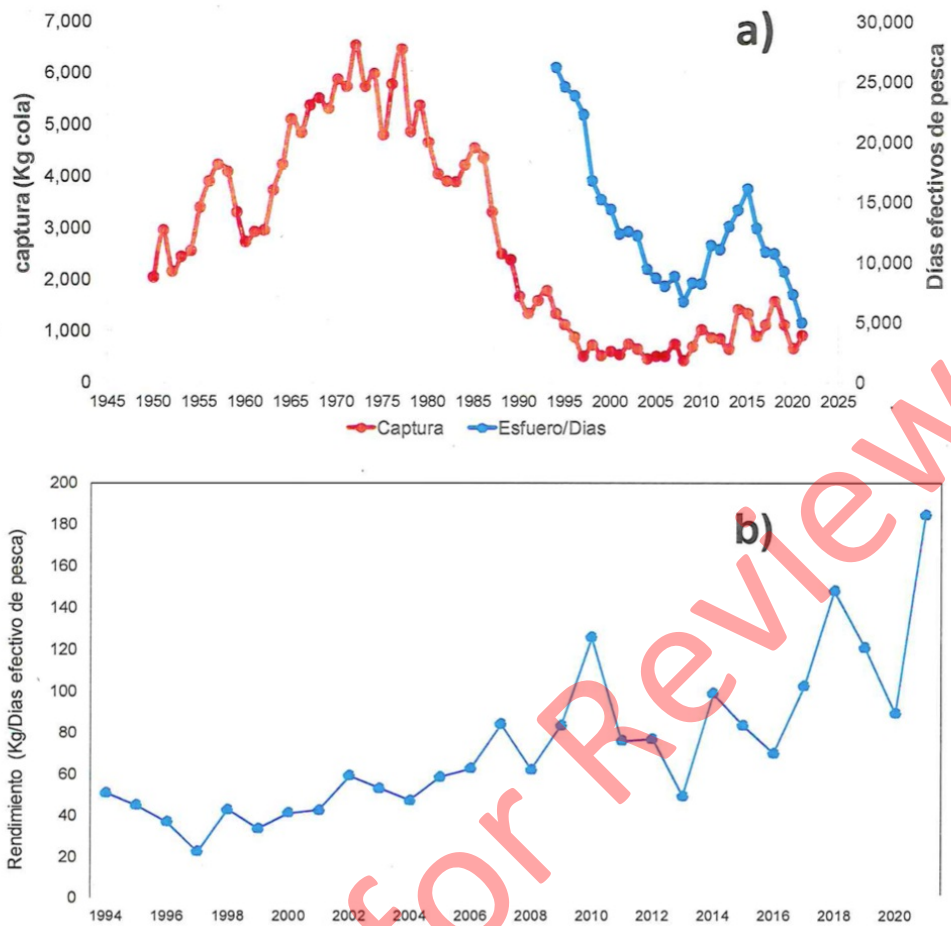 7,000
6,000
5,000
4,000
3,000
2,000
1,000
0
captura (Kg cola)
a)
30,000
25,000
20,000
15,000
10,000
5,000
0
Días efectivos de pesca
1945 1950 1955 1960 1965 1970 1975 1980 1985 1990 1995 2000 2005 2010 2015 2020 2025
Captura Esfuero/Dias
200
180
160
140
120
100
80
60
40
20
0
Rendimiento (Kg/Dias efectivo de pesca)
b)
1994 1996 1998 2000 2002 2004 2006 2008 2010 2012 2014 2016 2018 2020
for Review